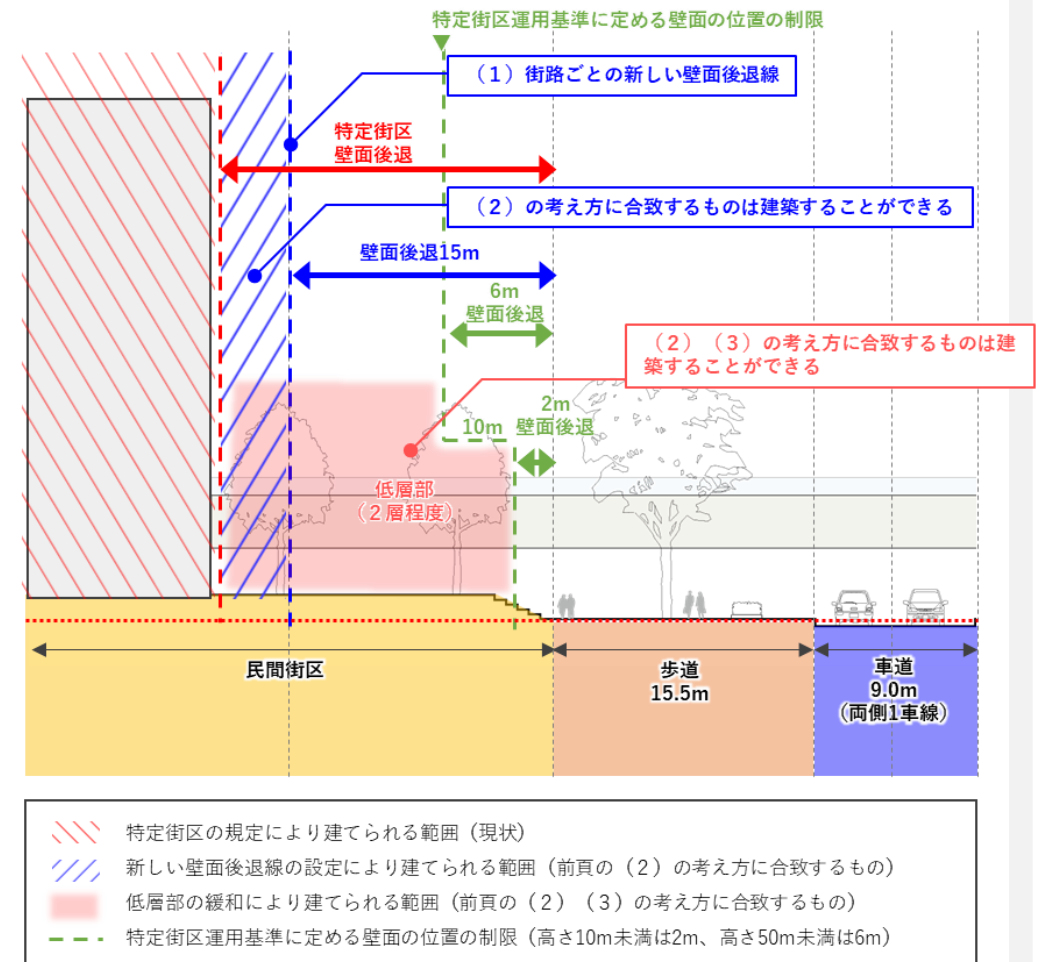 特定街区運用基準に定める壁面の位置の制限
（１）街路ごとの新しい壁面後退線
特定街区
壁面後退
（２）の考え方に合致するものは建築することができる
壁面後退15m
6m
壁面後退
（２）（３）の考え方に合致するものは建
築することができる
2m
10m 壁面後退
低層部
（２層程度）
民間街区
歩道
15.5m
車道
9.0m
（両側1車線）
特定街区の規定により建てられる範囲（現状）
新しい壁面後退線の設定により建てられる範囲（前頁の（２）の考え方に合致するもの）
低層部の緩和により建てられる範囲（前頁の（２）（３）の考え方に合致するもの）
特定街区運用基準に定める壁面の位置の制限（高さ10m未満は2m、高さ50m未満は6m）